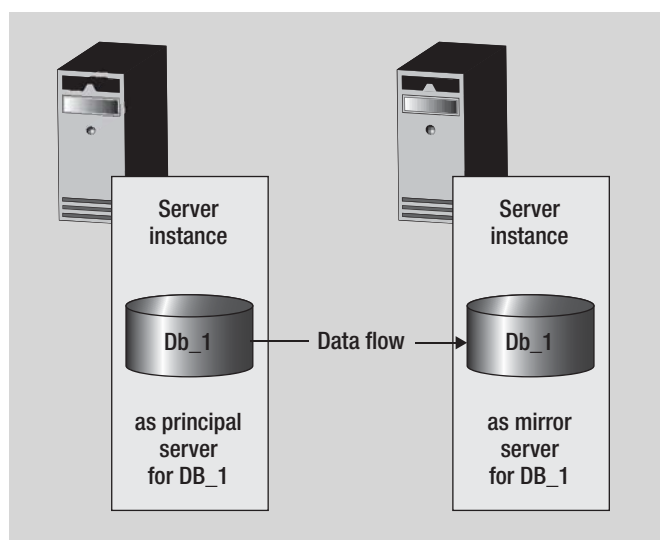 Server
instance
Db_1
as principal
server
for DB_1
Data flow
Server
instance
Db_1
as mirror
server
for DB_1